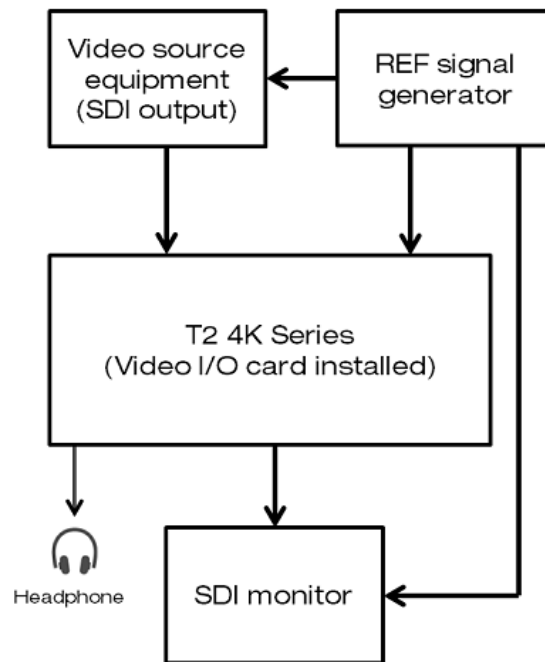 Video source
equipment
(SDI output)
REF signal
generator
T2 4K Series
(Video I/O card installed)
Headphone
SDI monitor